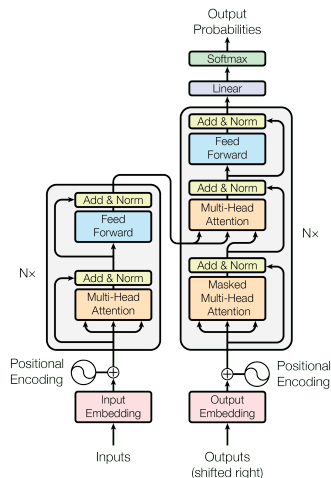 Output
Probabilities
Softmax
Linear
Add & Norm
Feed
Forward
Add & Norm
Multi-Head
Attention
Add & Norm
Masked
Multi-Head
Attention
N×
Add & Norm
Feed
Forward
N×
Add & Norm
Multi-Head
Attention
Positional
Encoding
Positional
Encoding
Input
Embedding
Output
Embedding
Inputs
Outputs
(shifted right)